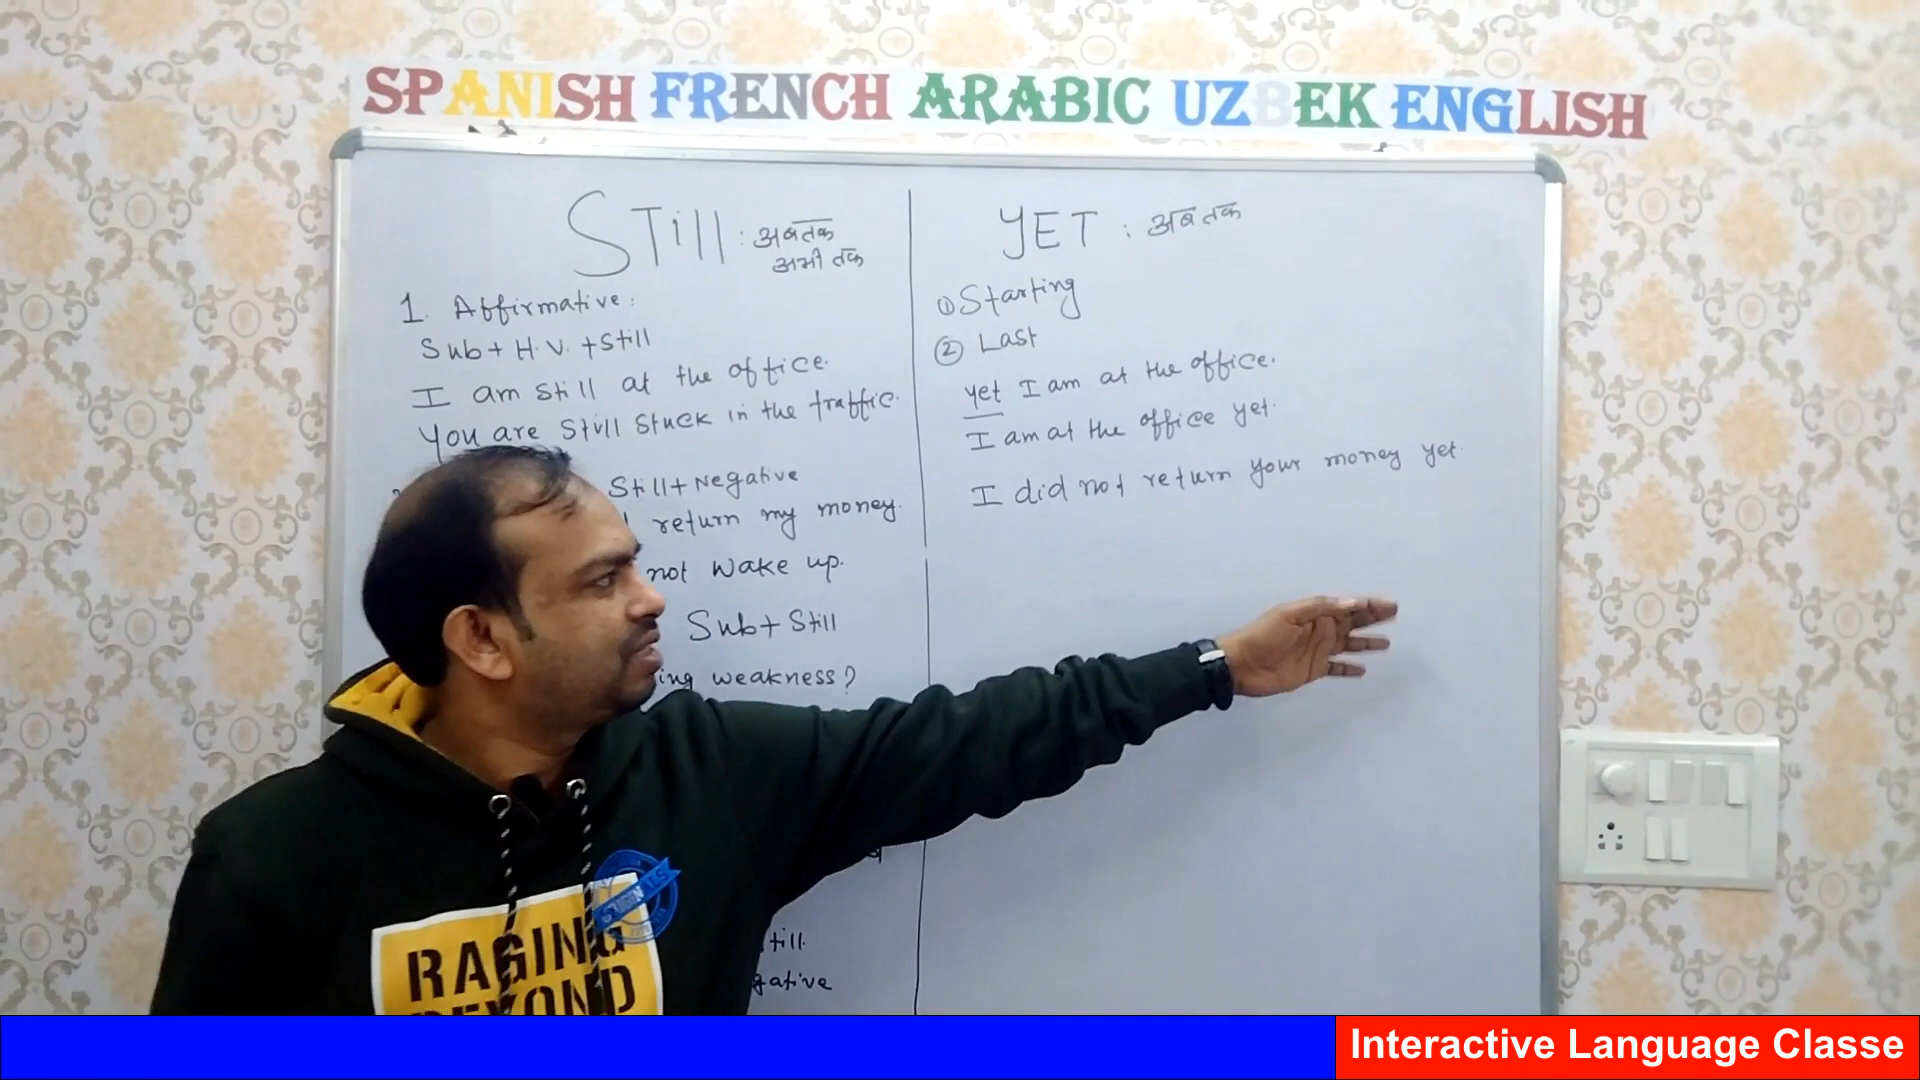 SPANISH FRENCH ARABIC UZBEK ENGLISH
STill : अबतक
अभी तक
1. Affirmative:
Sub + H.V. + Still
I am still at the office.
You are Still Stuck in the traffic.
Still + Negative
return my money.
not wake up.
Sub + Still
weakness?
YET : अब तक
① Starting
② Last
yet I am at the office.
I am at the office yet.
I did not return your money yet.
RAGING
BEYOND
Interactive Language Classe